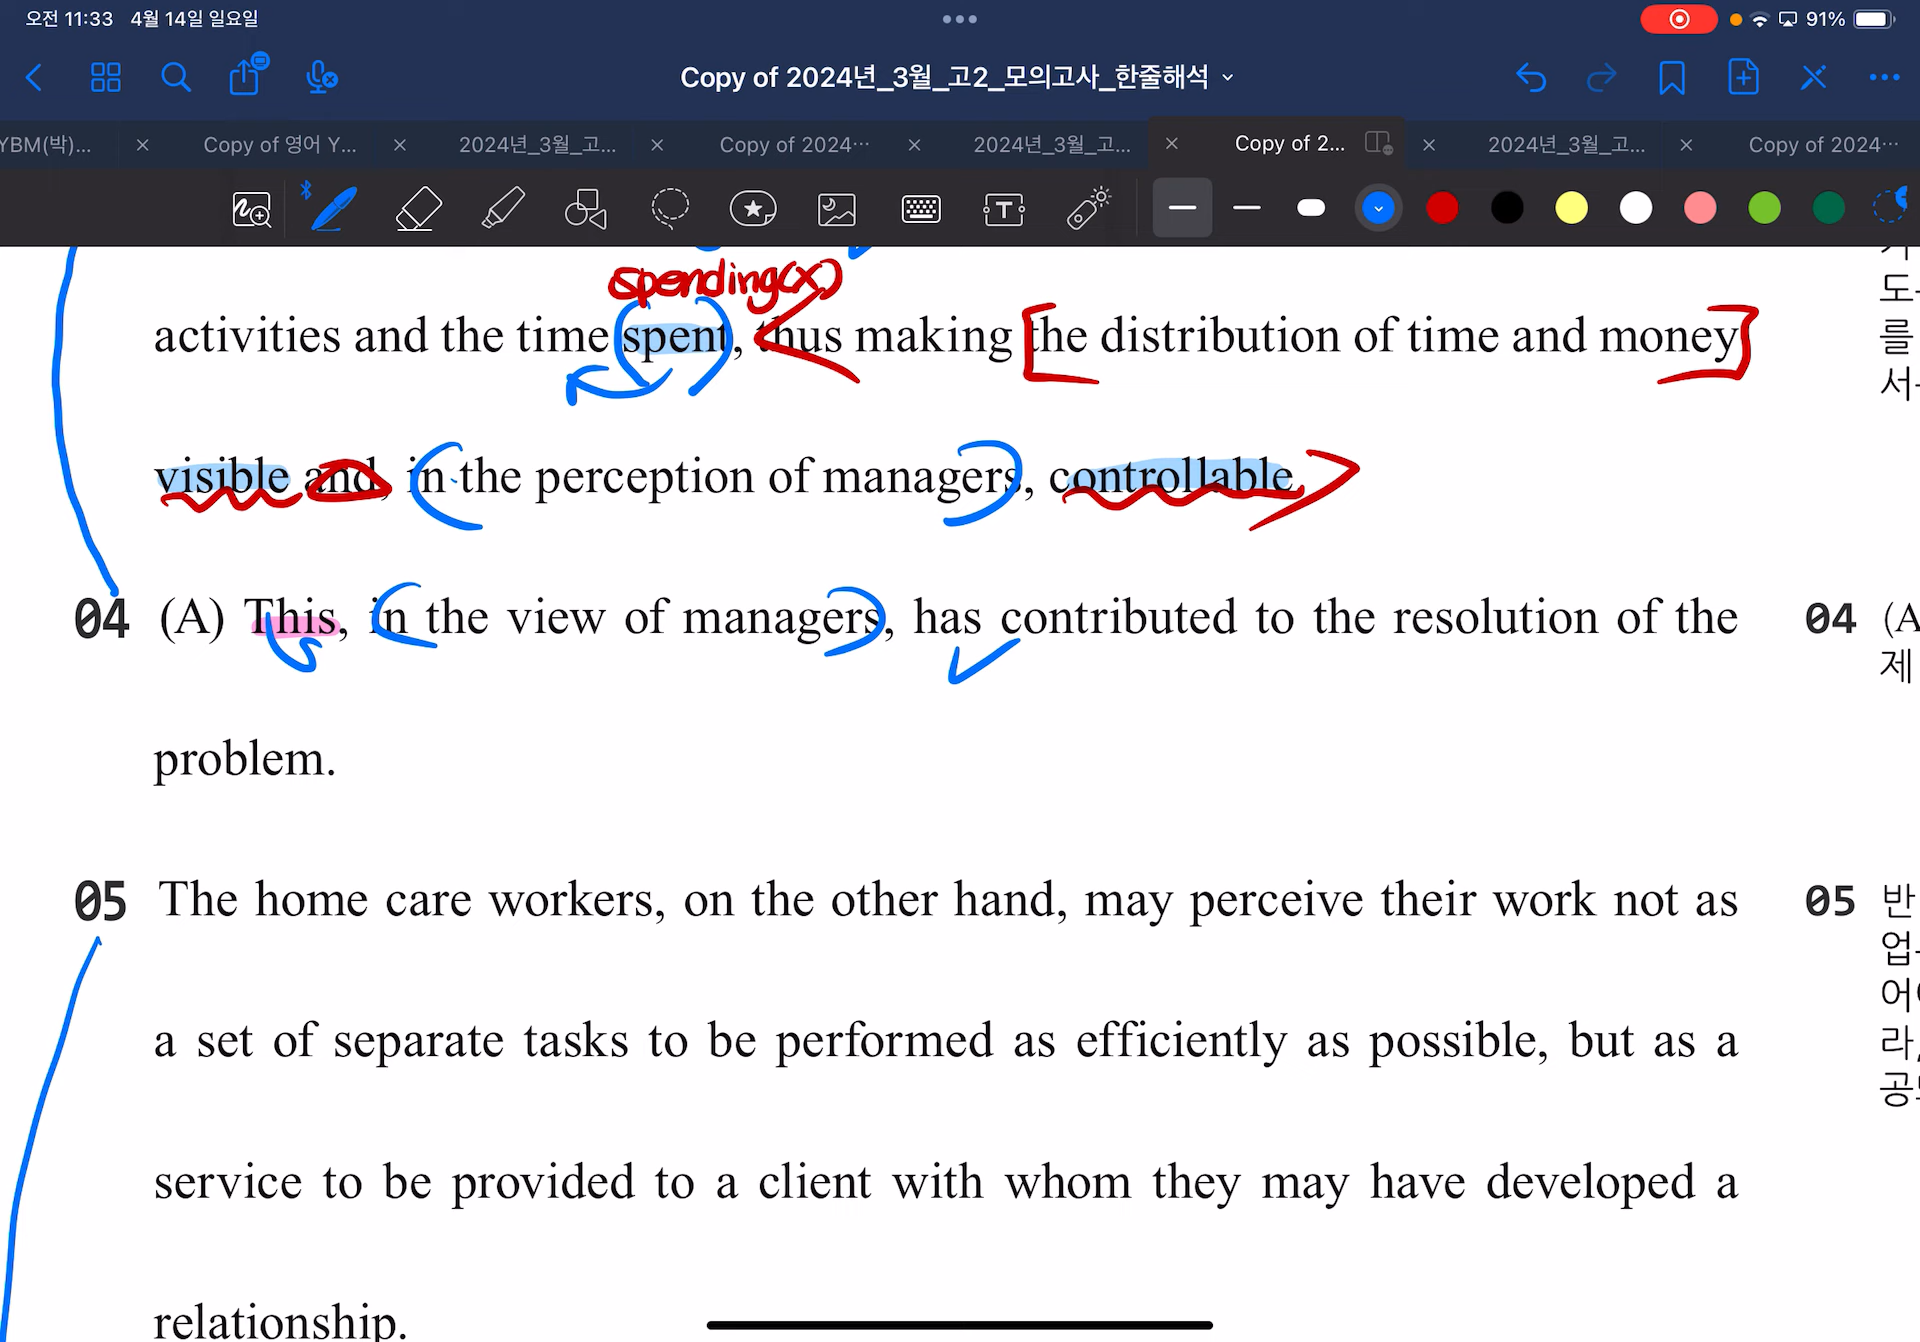 오전 11:33 4월 14일 일요일
91%
Copy of 2024년_3월_고2_모의고사_한줄해석
YBM(박)...
Copy of 영어 Y...
2024년_3월_고...
Copy of 2024...
2024년_3월_고...
Copy of 2...
2024년_3월_고...
Copy of 2024...
spending(x)
activities and the time spent, thus making the distribution of time and money
visible and, in the perception of managers, controllable.
04 (A) This, in the view of managers, has contributed to the resolution of the
problem.
05 The home care workers, on the other hand, may perceive their work not as
a set of separate tasks to be performed as efficiently as possible, but as a
service to be provided to a client with whom they may have developed a
relationship.
도
를
서
04 (A
제
05 반
업
어
라,
공